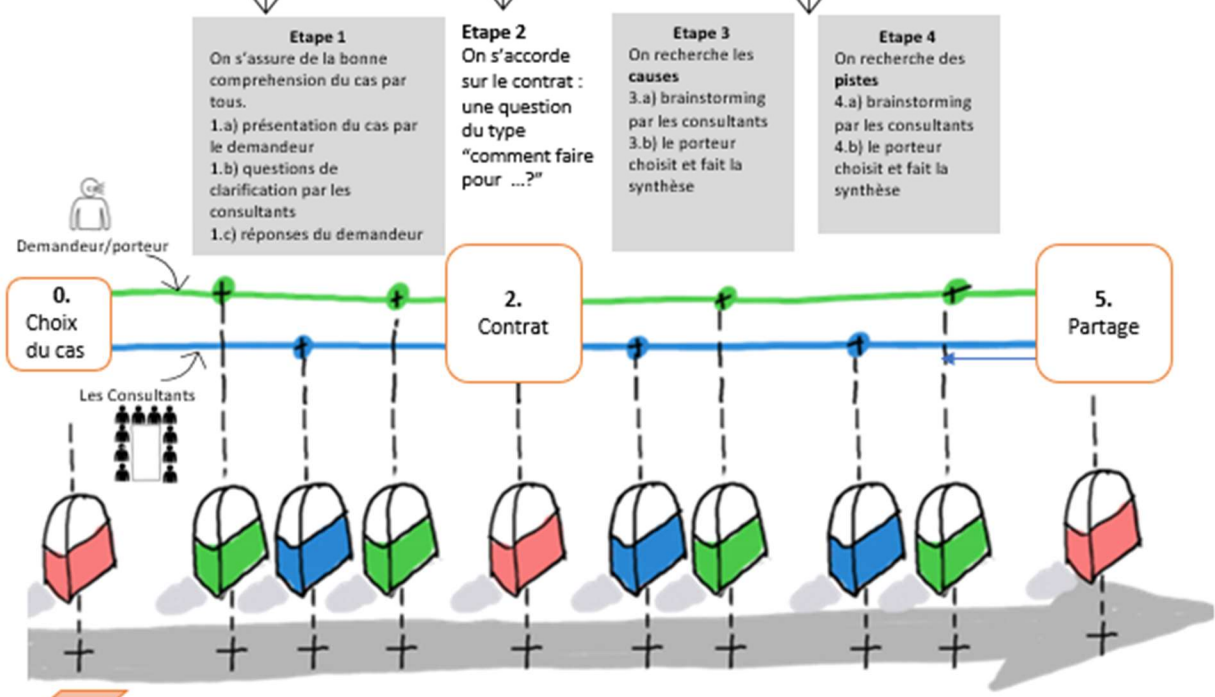 Etape 1
On s'assure de la bonne
comprehension du cas par
tous.
1.a) présentation du cas par
le demandeur
1.b) questions de
clarification par les
consultants
1.c) réponses du demandeur
Etape 2
On s'accorde
sur le contrat :
une question
du type
"comment faire
pour ...?"
Etape 3
On recherche les
causes
3.a) brainstorming
par les consultants
3.b) le porteur
choisit et fait la
synthèse
Etape 4
On recherche des
pistes
4.a) brainstorming
par les consultants
4.b) le porteur
choisit et fait la
synthèse
Demandeur/porteur
0.
Choix
du cas
2.
Contrat
5.
Partage
Les Consultants